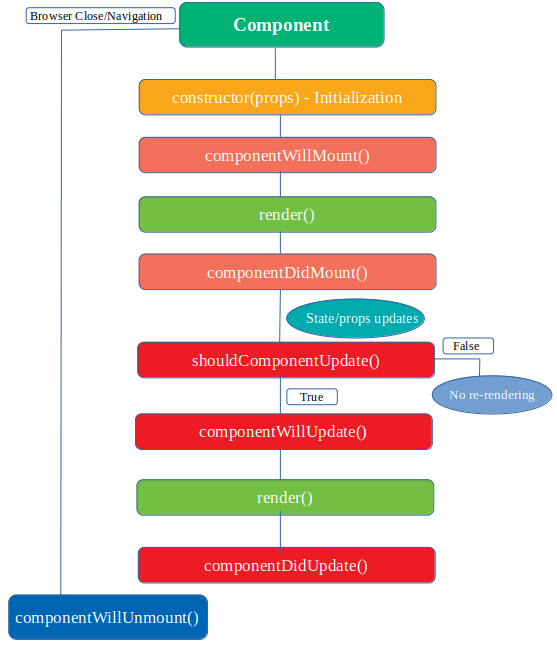 Browser Close/Navigation
Component
constructor(props) - Initialization
componentWillMount()
render()
componentDidMount()
State/props updates
shouldComponentUpdate()
False
No re-rendering
True
componentWillUpdate()
render()
componentDidUpdate()
componentWillUnmount()